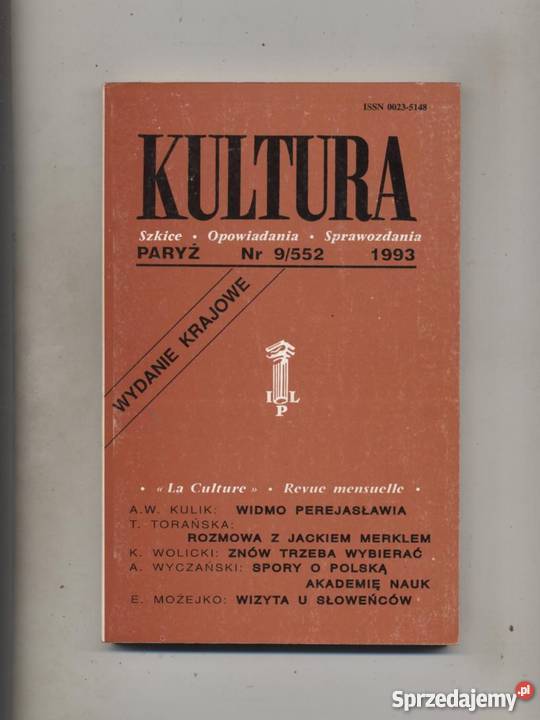 ISSN 0023-5148
KULTURA
Szkice • Opowiadania • Sprawozdania
PARYŻ Nr 9/552 1993
WYDANIE KRAJOWE
I L
P
• « La Culture » • Revue mensuelle •
A.W. KULIK: WIDMO PEREJASŁAWIA
T. TORAŃSKA:
ROZMOWA Z JACKIEM MERKLEM
K. WOLICKI: ZNÓW TRZEBA WYBIERAĆ
A. WYCZAŃSKI: SPORY O POLSKĄ
AKADEMIĘ NAUK
E. MOŻEJKO: WIZYTA U SŁOWEŃCÓW
Sprzedajemy.pl